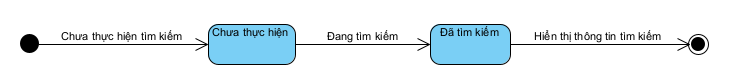 Chưa thực hiện tìm kiếm
Chưa thực hiện
Đang tìm kiếm
Đã tìm kiếm
Hiển thị thông tin tìm kiếm